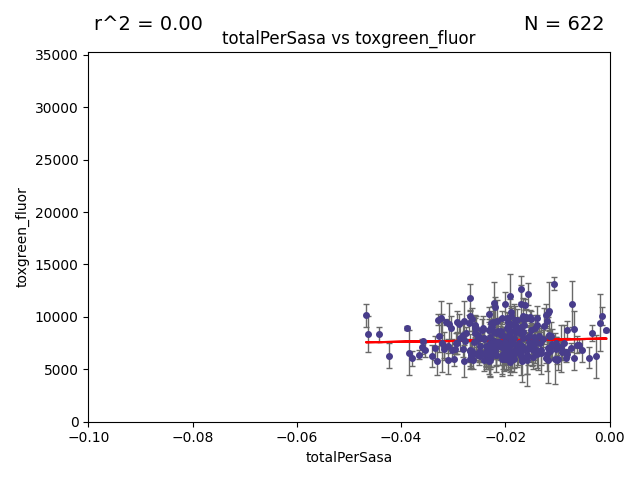 r^2 = 0.00
N = 622
totalPerSasa vs toxgreen_fluor
35000
30000
25000
20000
15000
10000
5000
0
toxgreen_fluor
−0.10
−0.08
−0.06
−0.04
−0.02
0.00
totalPerSasa